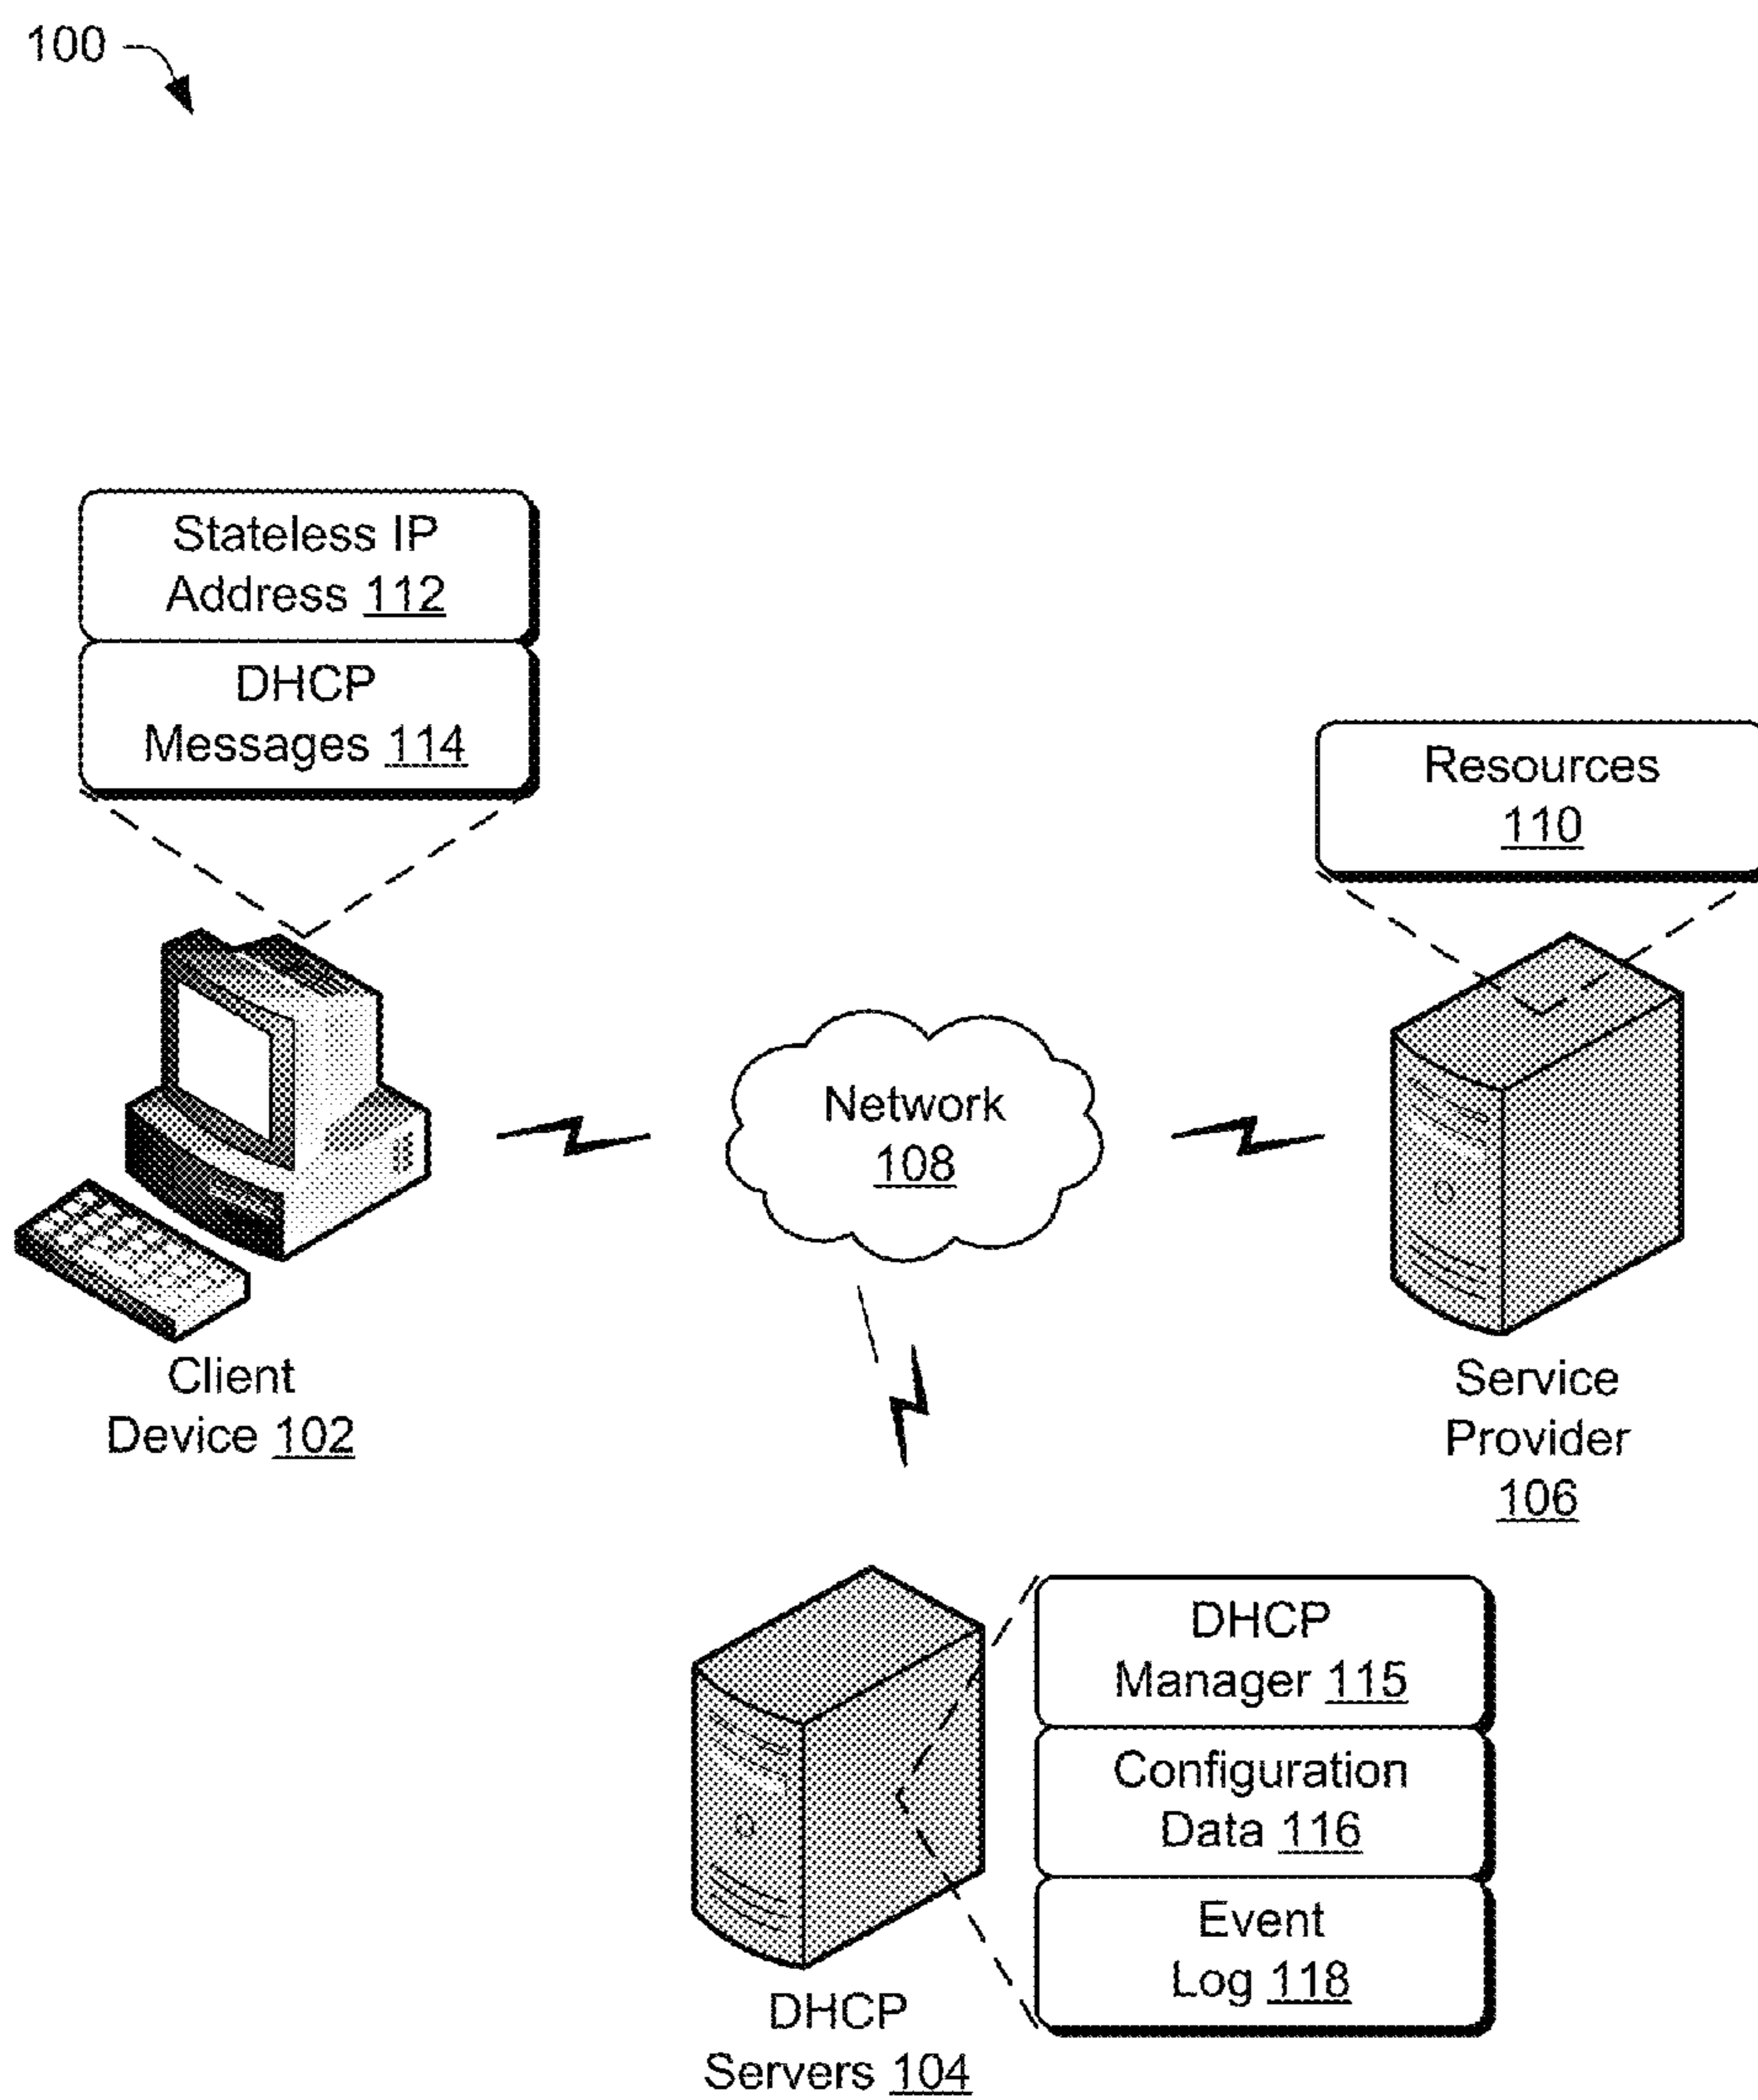 100
Stateless IP
Address 112
DHCP
Messages 114
Resources
110
Network
108
Client
Device 102
Service
Provider
106
DHCP
Manager 115
Configuration
Data 116
Event
Log 118
DHCP
Servers 104